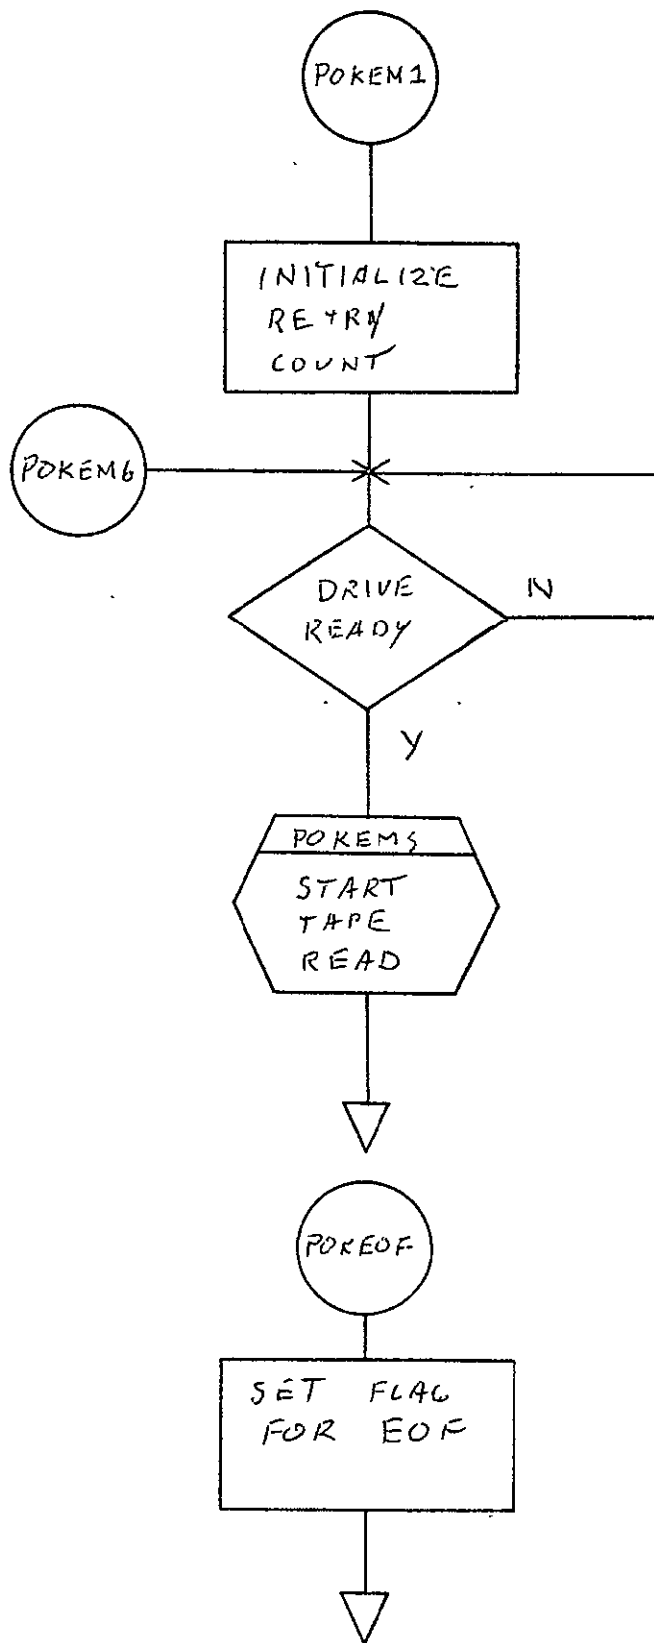 POKEM1
INITIALIZE
RETRY
COUNT
POKEM6
DRIVE
READY
N
Y
POKEMS
START
TAPE
READ
POKEOF
SET FLAG
FOR EOF